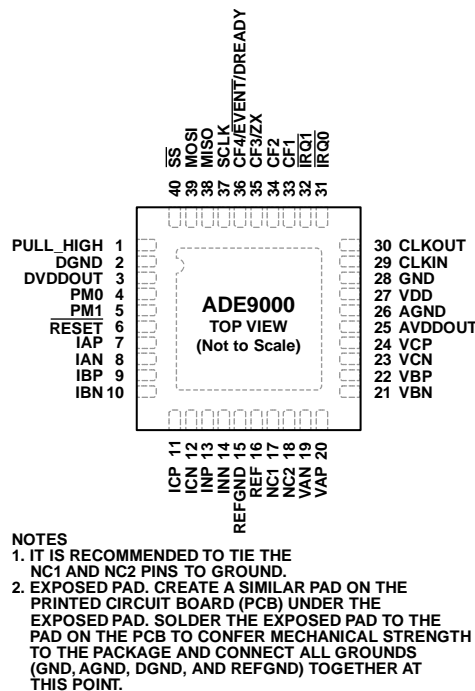 SS
MOSI
MISO
SCLK
CF4/EVENT/DREADY
CF3/ZX
CF2
CF1
IRQ1
IRQ0
40 39 38 37 36 35 34 33 32 31
PULL_HIGH 1
DGND 2
DVDDOUT 3
PM0 4
PM1 5
RESET 6
IAP 7
IAN 8
IBP 9
IBN 10
ADE9000
TOP VIEW
(Not to Scale)
30 CLKOUT
29 CLKIN
28 GND
27 VDD
26 AGND
25 AVDDOUT
24 VCP
23 VCN
22 VBP
21 VBN
ICP 11
ICN 12
INP 13
INN 14
REFGND 15
REF 16
NC1 17
NC2 18
VAN 19
VAP 20
NOTES
1. IT IS RECOMMENDED TO TIE THE
NC1 AND NC2 PINS TO GROUND.
2. EXPOSED PAD. CREATE A SIMILAR PAD ON THE
PRINTED CIRCUIT BOARD (PCB) UNDER THE
EXPOSED PAD. SOLDER THE EXPOSED PAD TO THE
PAD ON THE PCB TO CONFER MECHANICAL STRENGTH
TO THE PACKAGE AND CONNECT ALL GROUNDS
(GND, AGND, DGND, AND REFGND) TOGETHER AT
THIS POINT.